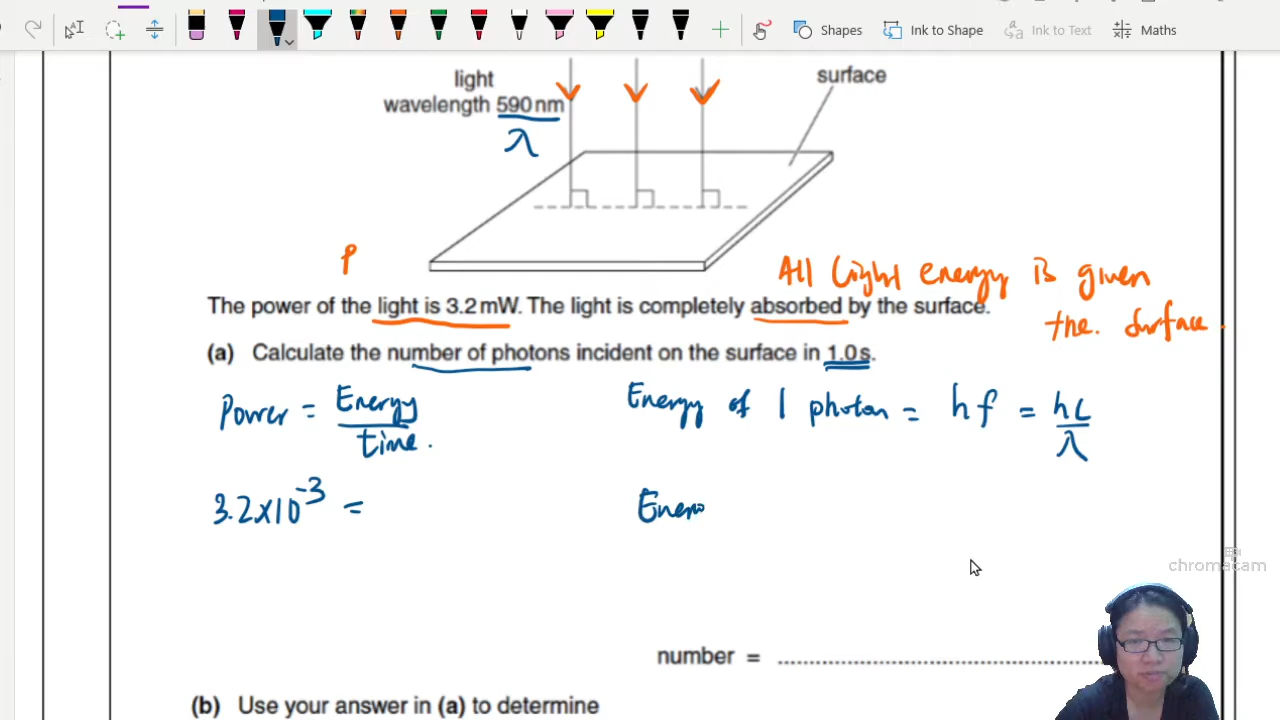 Shapes
Ink to Shape
Ink to Text
Maths
light
wavelength 590 nm
λ
surface
P
All light energy is given
the. surface.
The power of the light is 3.2 mW. The light is completely absorbed by the surface.
(a) Calculate the number of photons incident on the surface in 1.0 s.
Power = Energy / time.
Energy of 1 photon = hf = hc / λ
3.2×10⁻³ =
Ener
chromacam
number = ............................................................
(b) Use your answer in (a) to determine